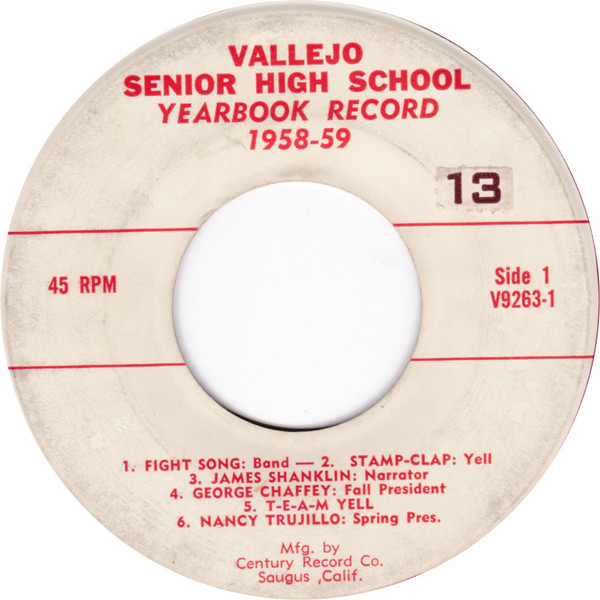 VALLEJO
SENIOR HIGH SCHOOL
YEARBOOK RECORD
1958-59
13
45 RPM
Side 1
V9263-1
1. FIGHT SONG: Band — 2. STAMP-CLAP: Yell
3. JAMES SHANKLIN: Narrator
4. GEORGE CHAFFEY: Fall President
5. T-E-A-M YELL
6. NANCY TRUJILLO: Spring Pres.
Mfg. by
Century Record Co.
Saugus ,Calif.